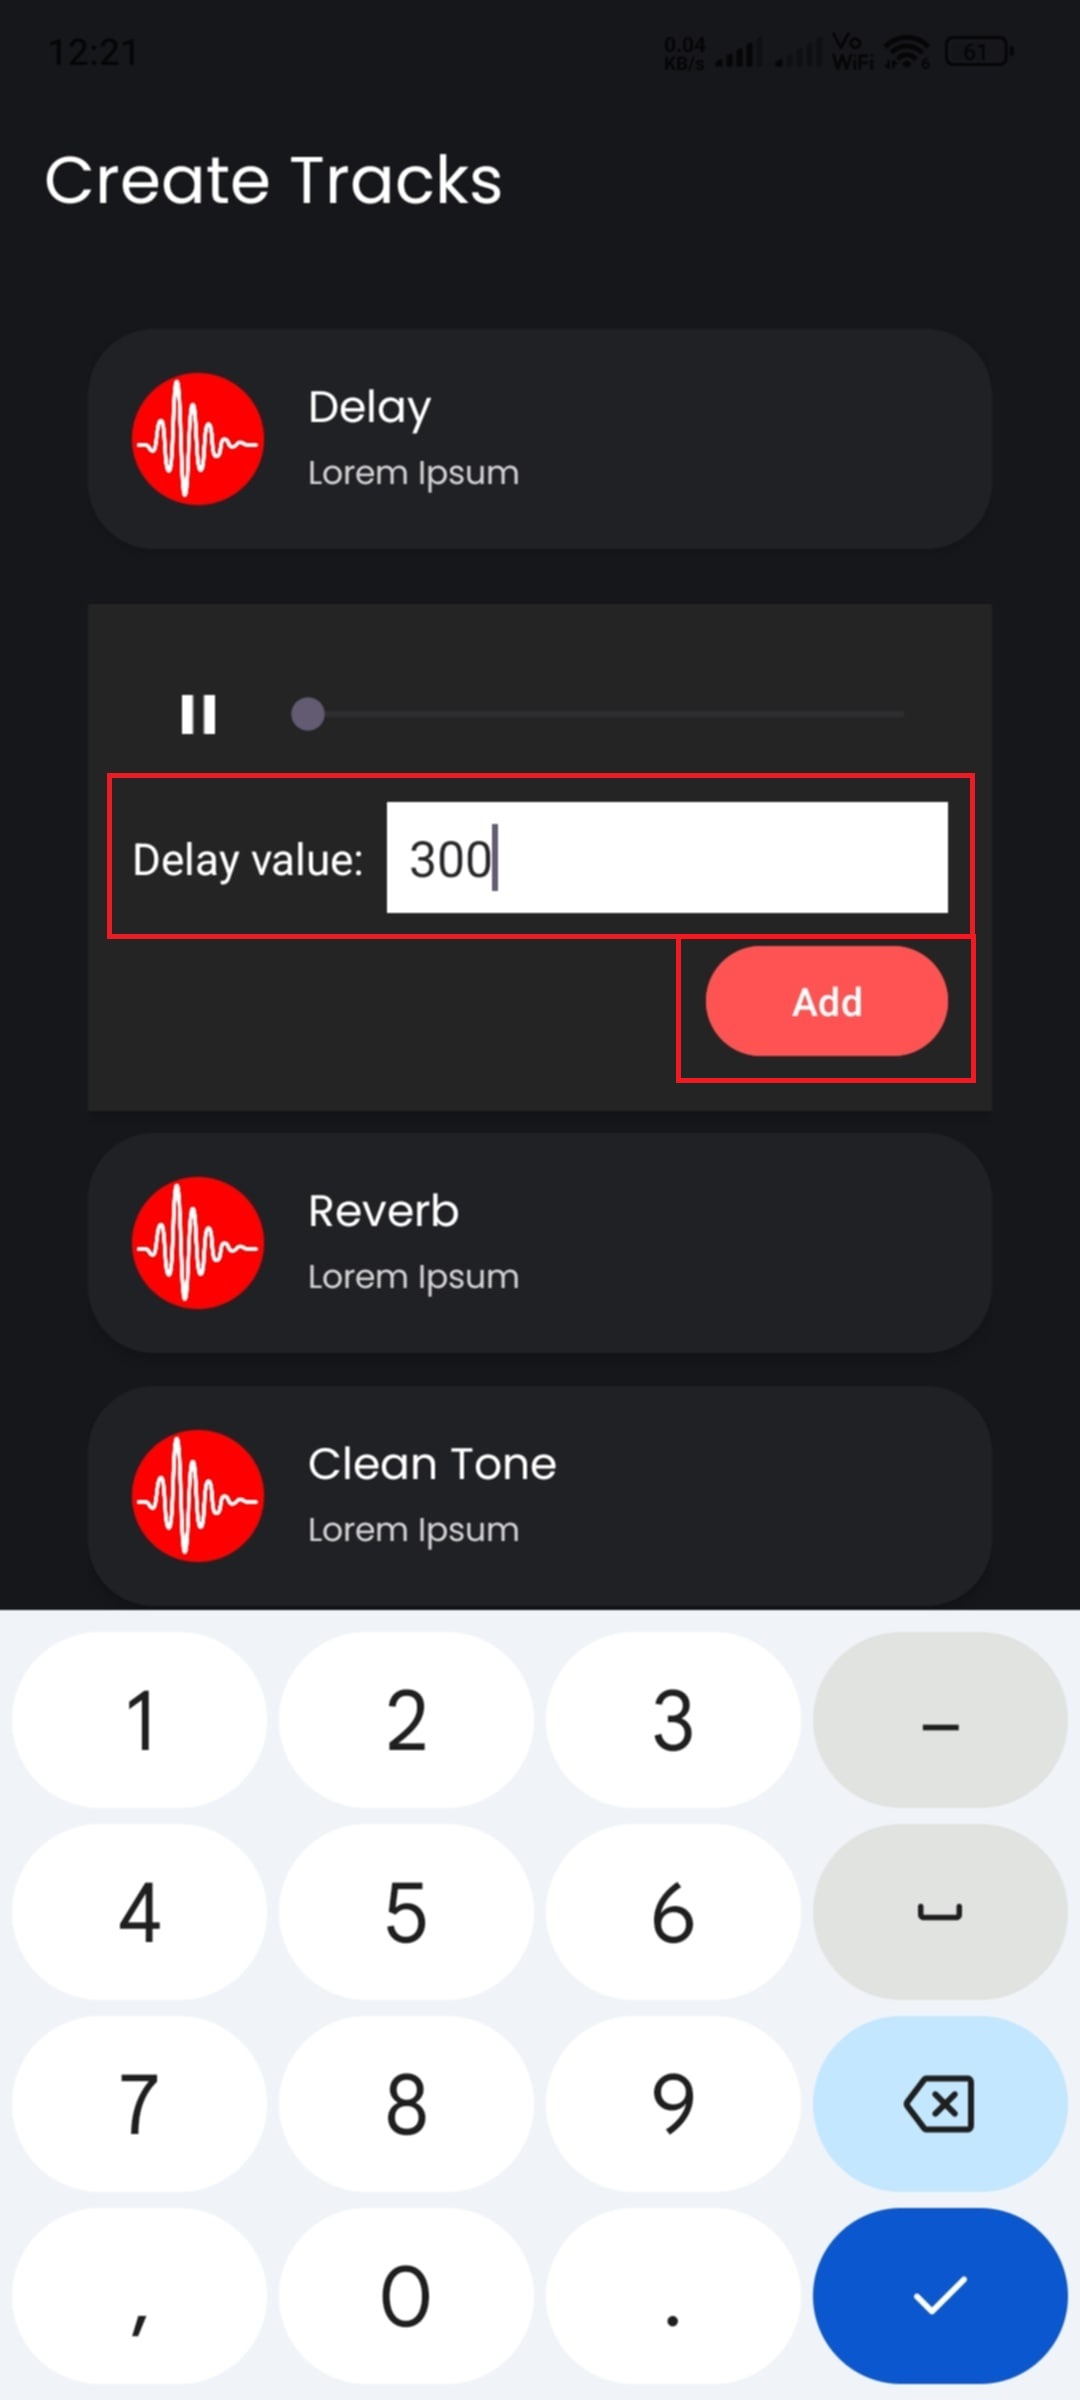 12:21
0.04
KB/s
Vo
WiFi
6
61
Create Tracks
Delay
Lorem Ipsum
Delay value: 300
Add
Reverb
Lorem Ipsum
Clean Tone
Lorem Ipsum
1 2 3 –
4 5 6
7 8 9
, 0 .